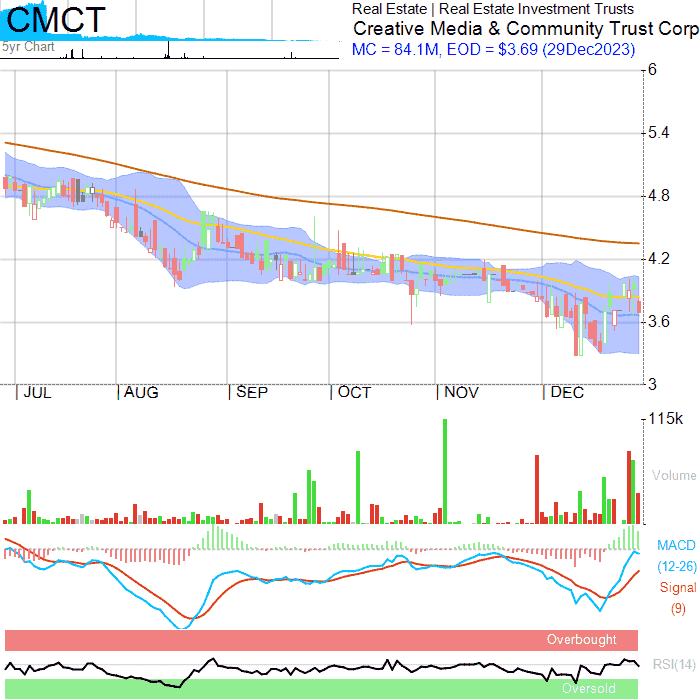 CMCT
5yr Chart
Real Estate | Real Estate Investment Trusts
Creative Media & Community Trust Corp
MC = 84.1M, EOD = $3.69 (29Dec2023)
6
5.4
4.8
4.2
3.6
3
JUL AUG SEP OCT NOV DEC
115k
Volume
MACD
(12-26)
Signal
(9)
Overbought
RSI(14)
Oversold